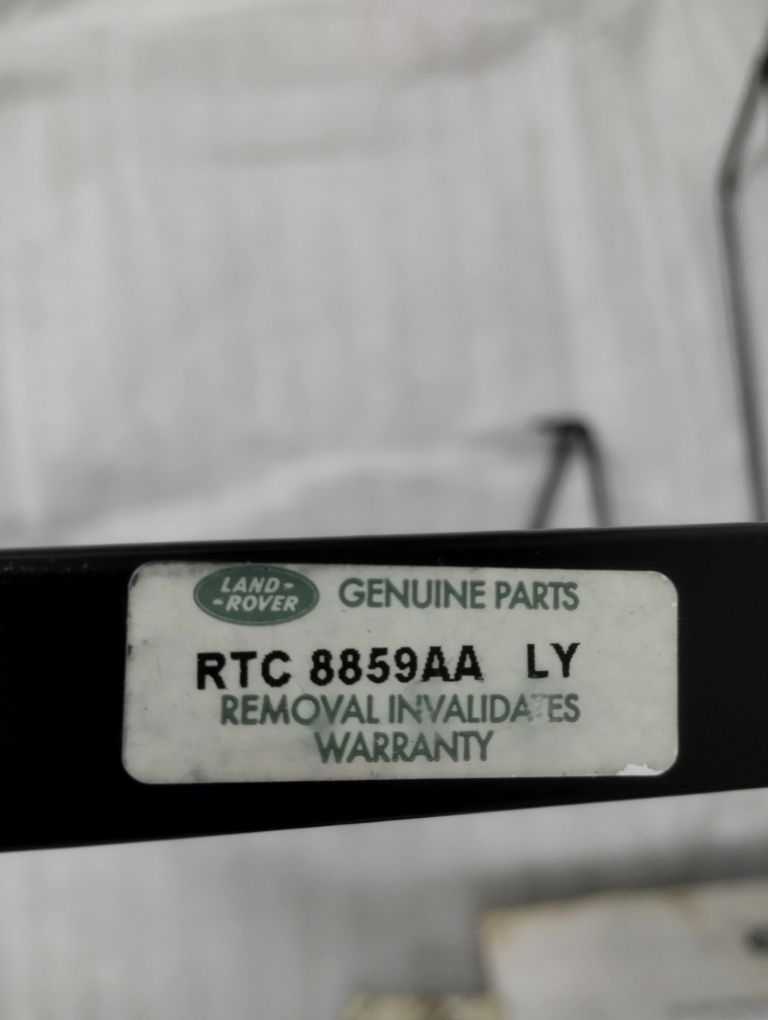 LAND-
-ROVER
GENUINE PARTS
RTC 8859AA LY
REMOVAL INVALIDATES
WARRANTY